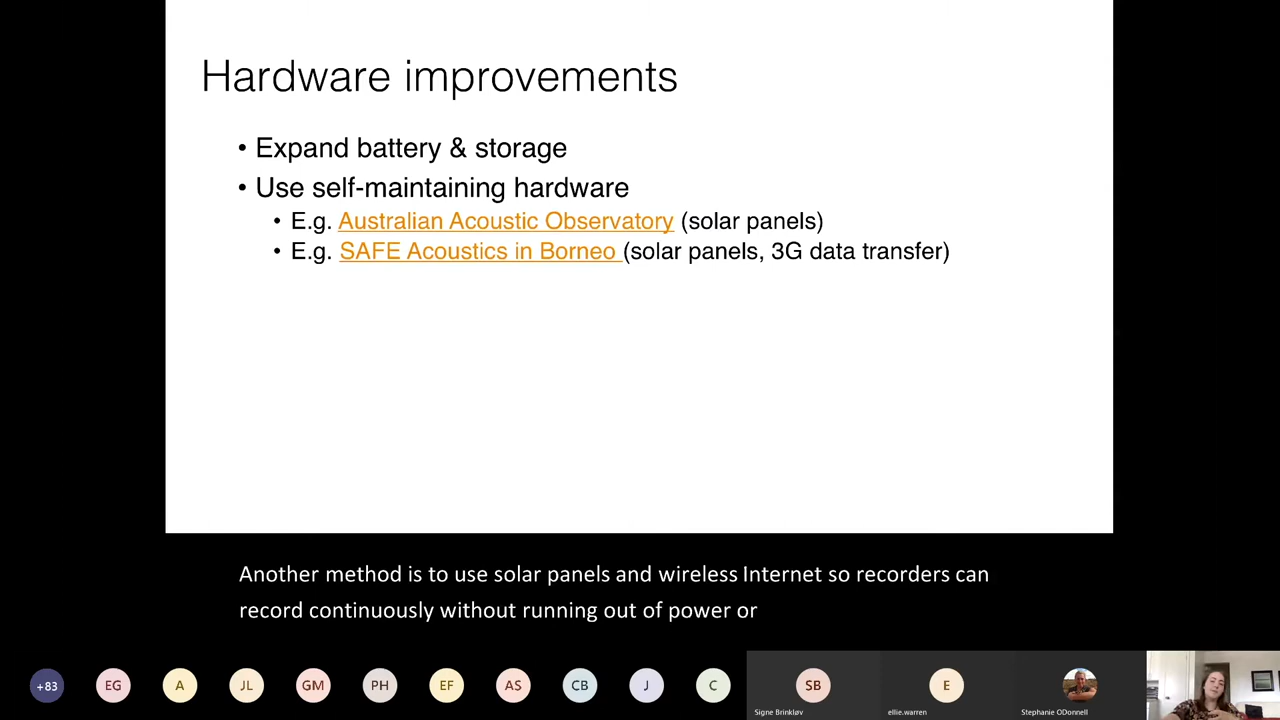 Hardware improvements
• Expand battery & storage
• Use self-maintaining hardware
• E.g. Australian Acoustic Observatory (solar panels)
• E.g. SAFE Acoustics in Borneo (solar panels, 3G data transfer)
Another method is to use solar panels and wireless Internet so recorders can
record continuously without running out of power or
+83 EG A JL GM PH EF AS CB J C SB E
Signe Brinkløv ellie.warren Stephanie ODonnell